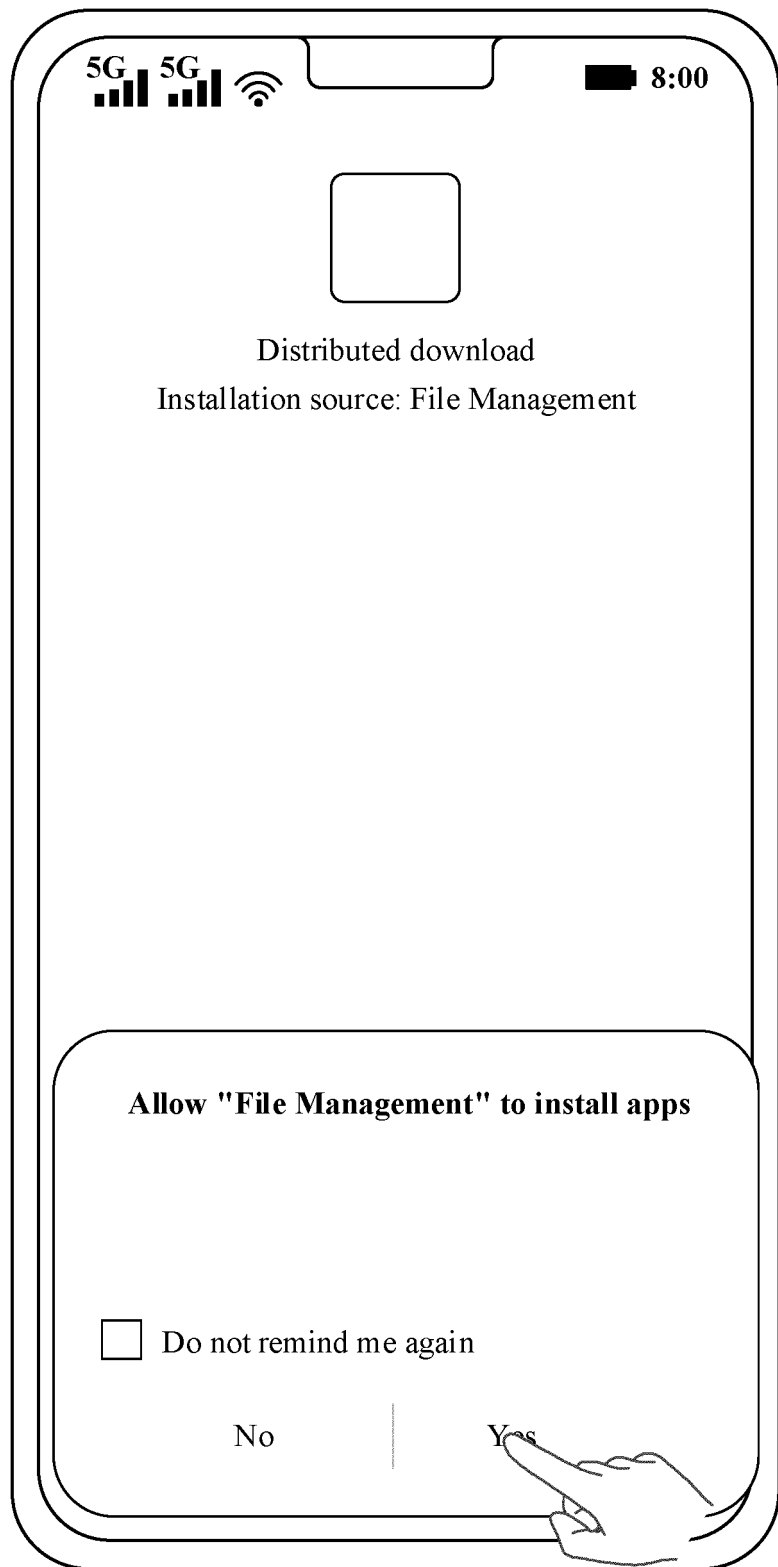 5G 5G 8:00
Distributed download
Installation source: File Management
Allow "File Management" to install apps
Do not remind me again
No Yes